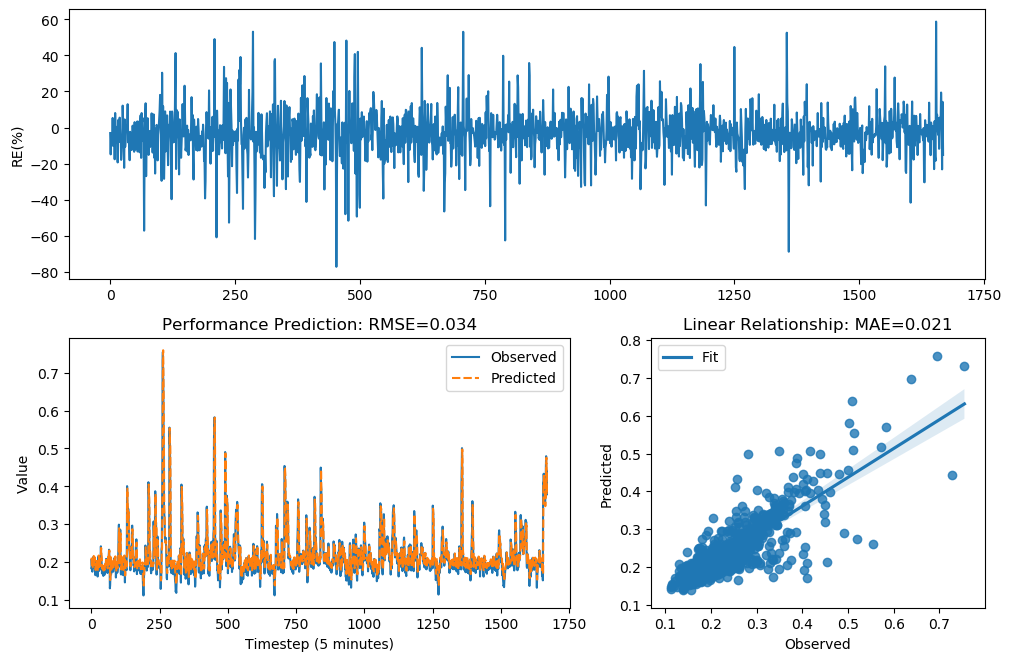 60
40
20
0
−20
−40
−60
−80
RE(%)
0 250 500 750 1000 1250 1500 1750
Performance Prediction: RMSE=0.034
Observed
Predicted
0.7
0.6
0.5
0.4
0.3
0.2
0.1
Value
0 250 500 750 1000 1250 1500 1750
Timestep (5 minutes)
Linear Relationship: MAE=0.021
Fit
0.8
0.7
0.6
0.5
0.4
0.3
0.2
0.1
Predicted
0.1 0.2 0.3 0.4 0.5 0.6 0.7
Observed